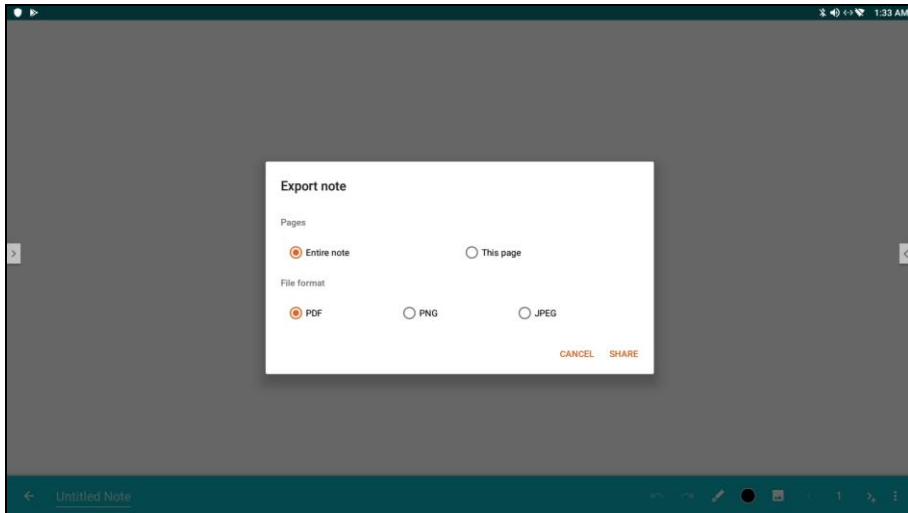 1:33 AM
Export note
Pages
Entire note This page
File format
PDF PNG JPEG
CANCEL SHARE
Untitled Note 1